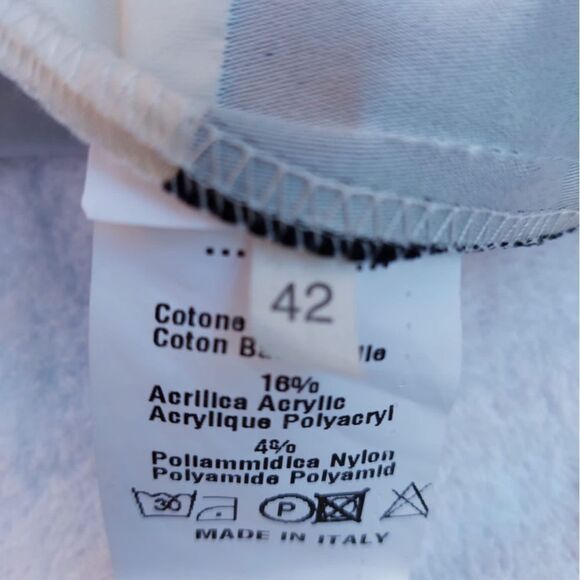 42
Cotone
Coton
16%
Acrilica Acrylic
Acrylique Polyacryl
4%
Poliammidica Nylon
Polyamide Polyamid
30 P
MADE IN ITALY